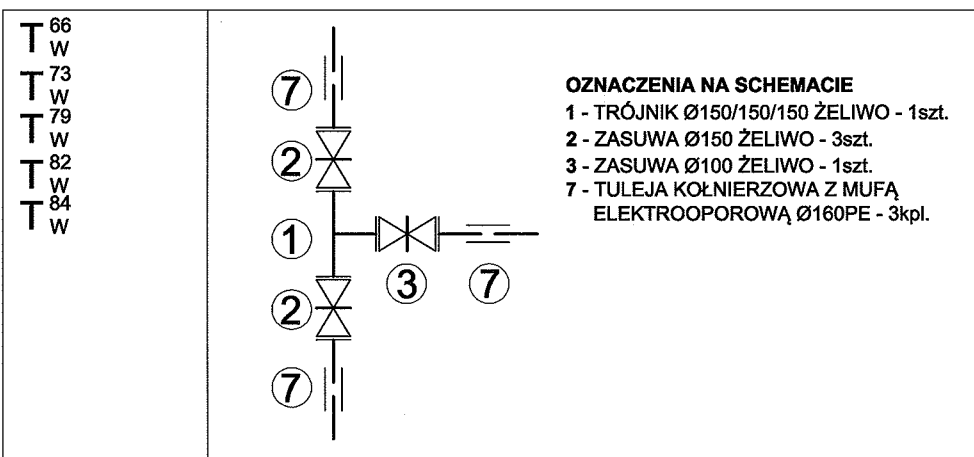 T 66 W
T 73 W
T 79 W
T 82 W
T 84 W
7
2
1
3
7
2
7
OZNACZENIA NA SCHEMACIE
1 - TRÓJNIK Ø150/150/150 ŻELIWO - 1szt.
2 - ZASUWA Ø150 ŻELIWO - 3szt.
3 - ZASUWA Ø100 ŻELIWO - 1szt.
7 - TULEJA KOŁNIERZOWA Z MUFĄ
ELEKTROOPOROWĄ Ø160PE - 3kpl.